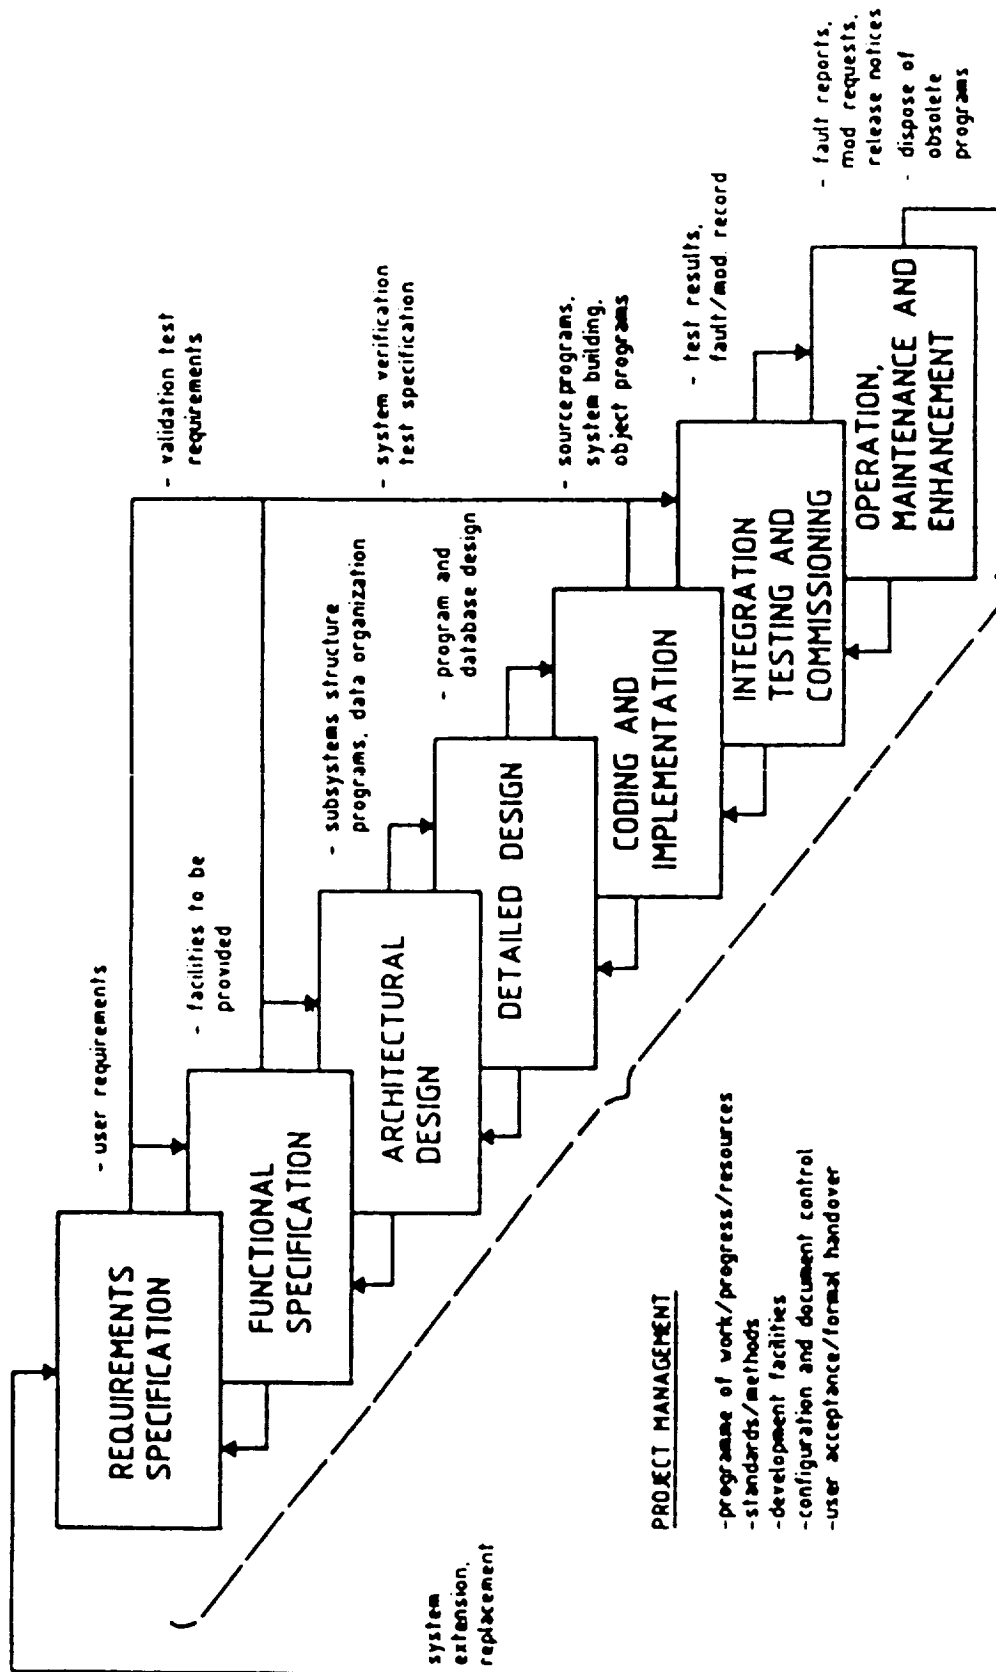 REQUIREMENTS
SPECIFICATION
- user requirements
- validation test
requirements
FUNCTIONAL
SPECIFICATION
- facilities to be
provided
- system verification
test specification
ARCHITECTURAL
DESIGN
- subsystems structure
programs, data organization
DETAILED DESIGN
- program and
database design
CODING AND
IMPLEMENTATION
- source programs,
system building,
object programs
INTEGRATION
TESTING AND
COMMISSIONING
- test results,
fault/mod. record
OPERATION,
MAINTENANCE AND
ENHANCEMENT
- fault reports,
mod requests,
release notices
- dispose of
obsolete
programs
system
extension,
replacement
PROJECT MANAGEMENT
- programme of work/progress/resources
- standards/methods
- development facilities
- configuration and document control
- user acceptance/formal handover